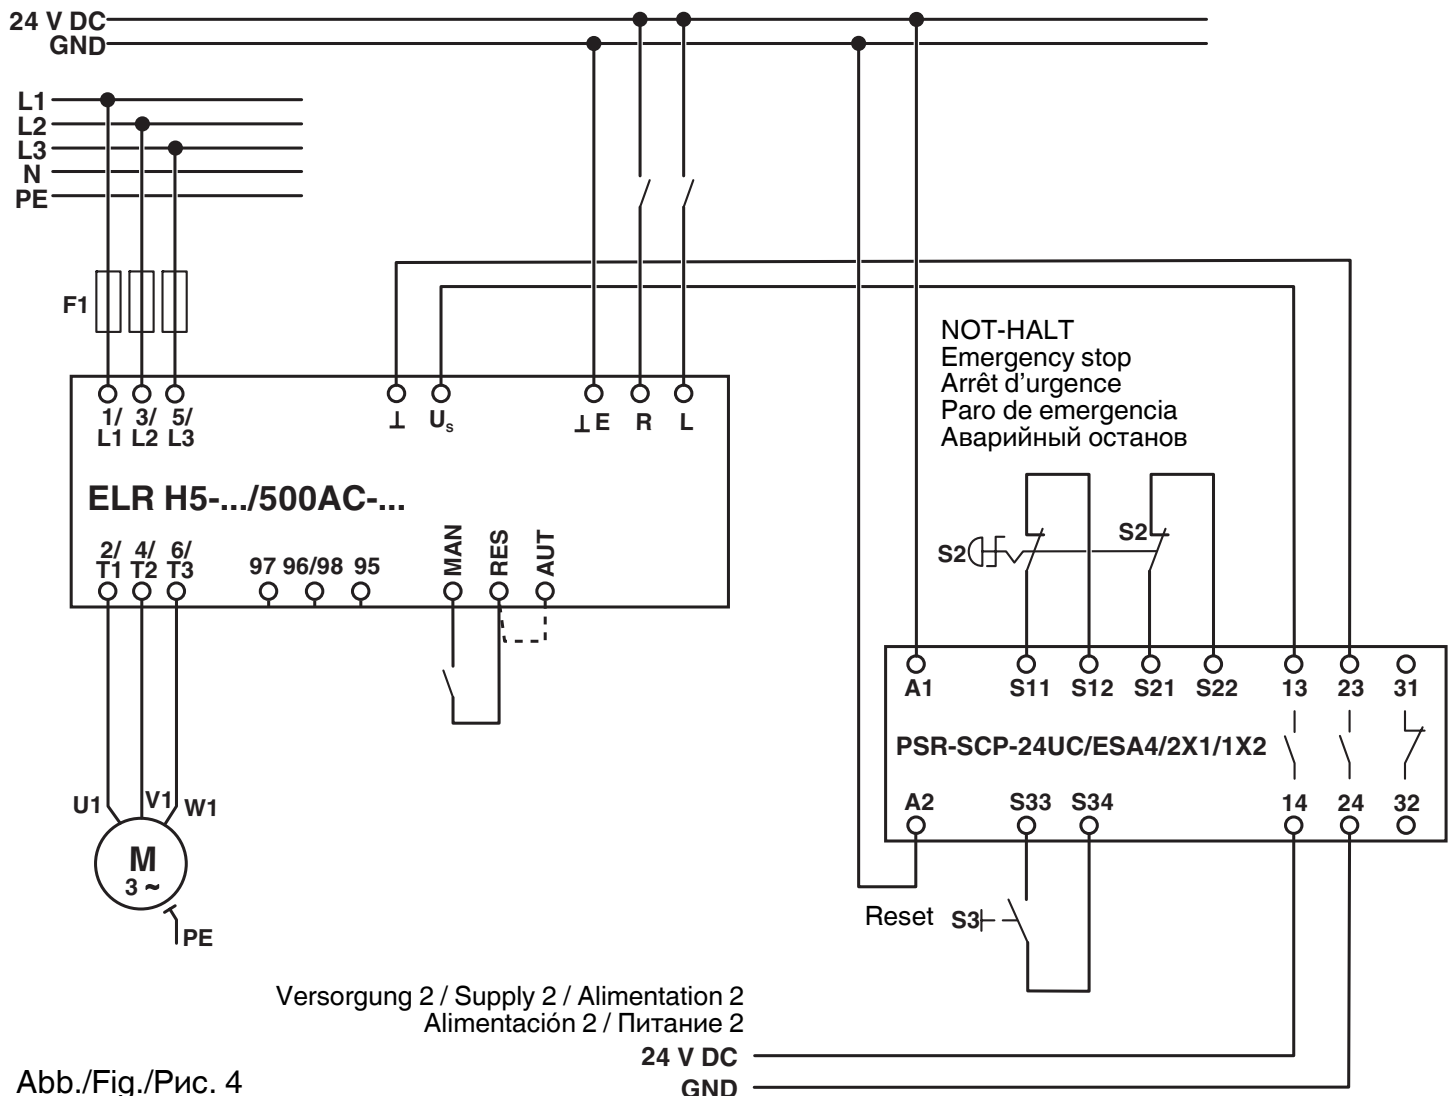 24 V DC
GND
L1
L2
L3
N
PE
F1
1/ 3/ 5/
L1 L2 L3
⊥ Us ⊥ E R L
ELR H5-.../500AC-...
2/ 4/ 6/
T1 T2 T3
97 96/98 95
MAN RES AUT
U1 V1 W1
M
3 ~
PE
NOT-HALT
Emergency stop
Arrêt d'urgence
Paro de emergencia
Аварийный останов
S2
S2
A1 S11 S12 S21 S22 13 23 31
PSR-SCP-24UC/ESA4/2X1/1X2
A2 S33 S34 14 24 32
Reset S3
Versorgung 2 / Supply 2 / Alimentation 2
Alimentación 2 / Питание 2
24 V DC
GND
Abb./Fig./Рис. 4